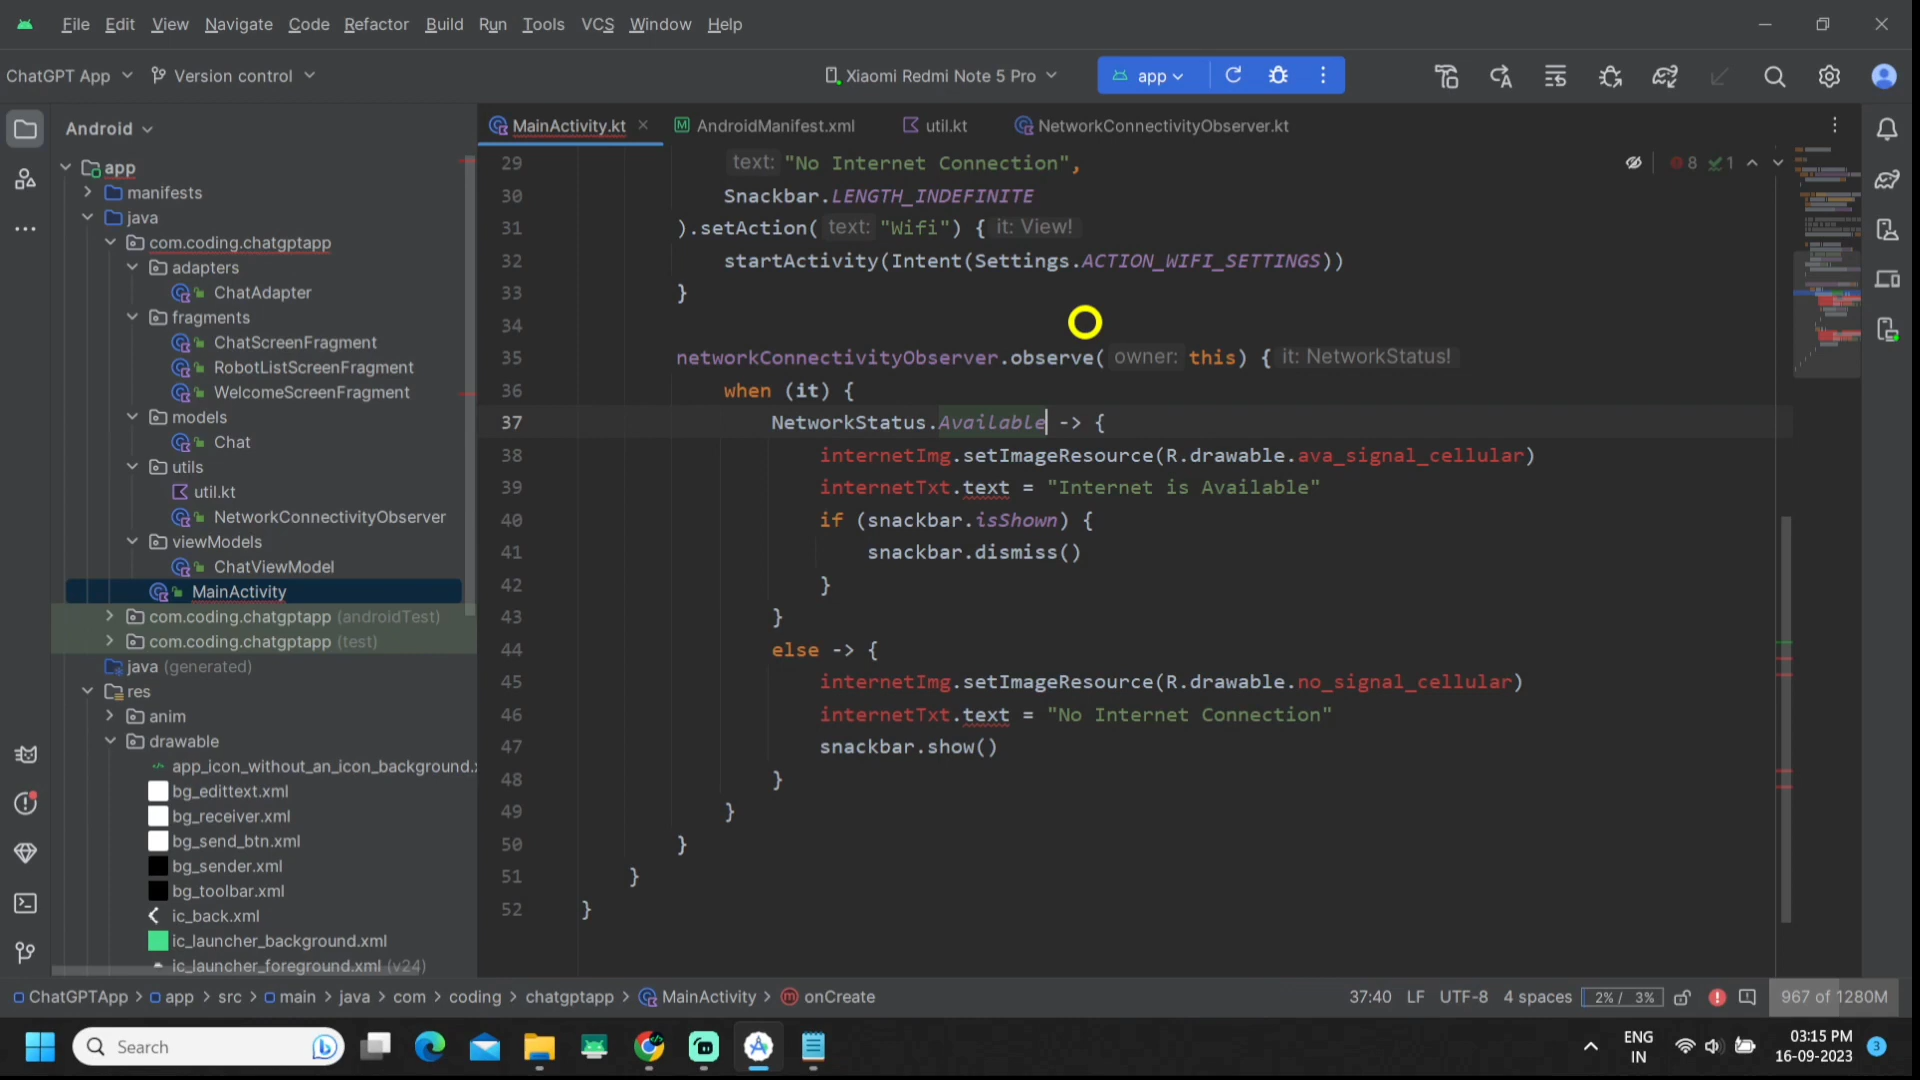 File Edit View Navigate Code Refactor Build Run Tools VCS Window Help
ChatGPT App Version control Xiaomi Redmi Note 5 Pro app
Android
MainActivity.kt AndroidManifest.xml util.kt NetworkConnectivityObserver.kt
app
manifests
java
com.coding.chatgptapp
adapters
ChatAdapter
fragments
ChatScreenFragment
RobotListScreenFragment
WelcomeScreenFragment
models
Chat
utils
util.kt
NetworkConnectivityObserver
viewModels
ChatViewModel
MainActivity
com.coding.chatgptapp (androidTest)
com.coding.chatgptapp (test)
java (generated)
res
anim
drawable
app_icon_without_an_icon_background.
bg_edittext.xml
bg_receiver.xml
bg_send_btn.xml
bg_sender.xml
bg_toolbar.xml
ic_back.xml
ic_launcher_background.xml
ic_launcher_foreground.xml (v24)
8 1
29 text: "No Internet Connection",
30 Snackbar.LENGTH_INDEFINITE
31 ).setAction( text: "Wifi") { it: View!
32 startActivity(Intent(Settings.ACTION_WIFI_SETTINGS))
33 }
34
35 networkConnectivityObserver.observe( owner: this) { it: NetworkStatus!
36 when (it) {
37 NetworkStatus.Available -> {
38 internetImg.setImageResource(R.drawable.ava_signal_cellular)
39 internetTxt.text = "Internet is Available"
40 if (snackbar.isShown) {
41 snackbar.dismiss()
42 }
43 }
44 else -> {
45 internetImg.setImageResource(R.drawable.no_signal_cellular)
46 internetTxt.text = "No Internet Connection"
47 snackbar.show()
48 }
49 }
50 }
51 }
52 }
ChatGPTApp > app > src > main > java > com > coding > chatgptapp > MainActivity > onCreate
37:40 LF UTF-8 4 spaces 2% / 3% 967 of 1280M
Search
ENG
IN
03:15 PM
16-09-2023
3